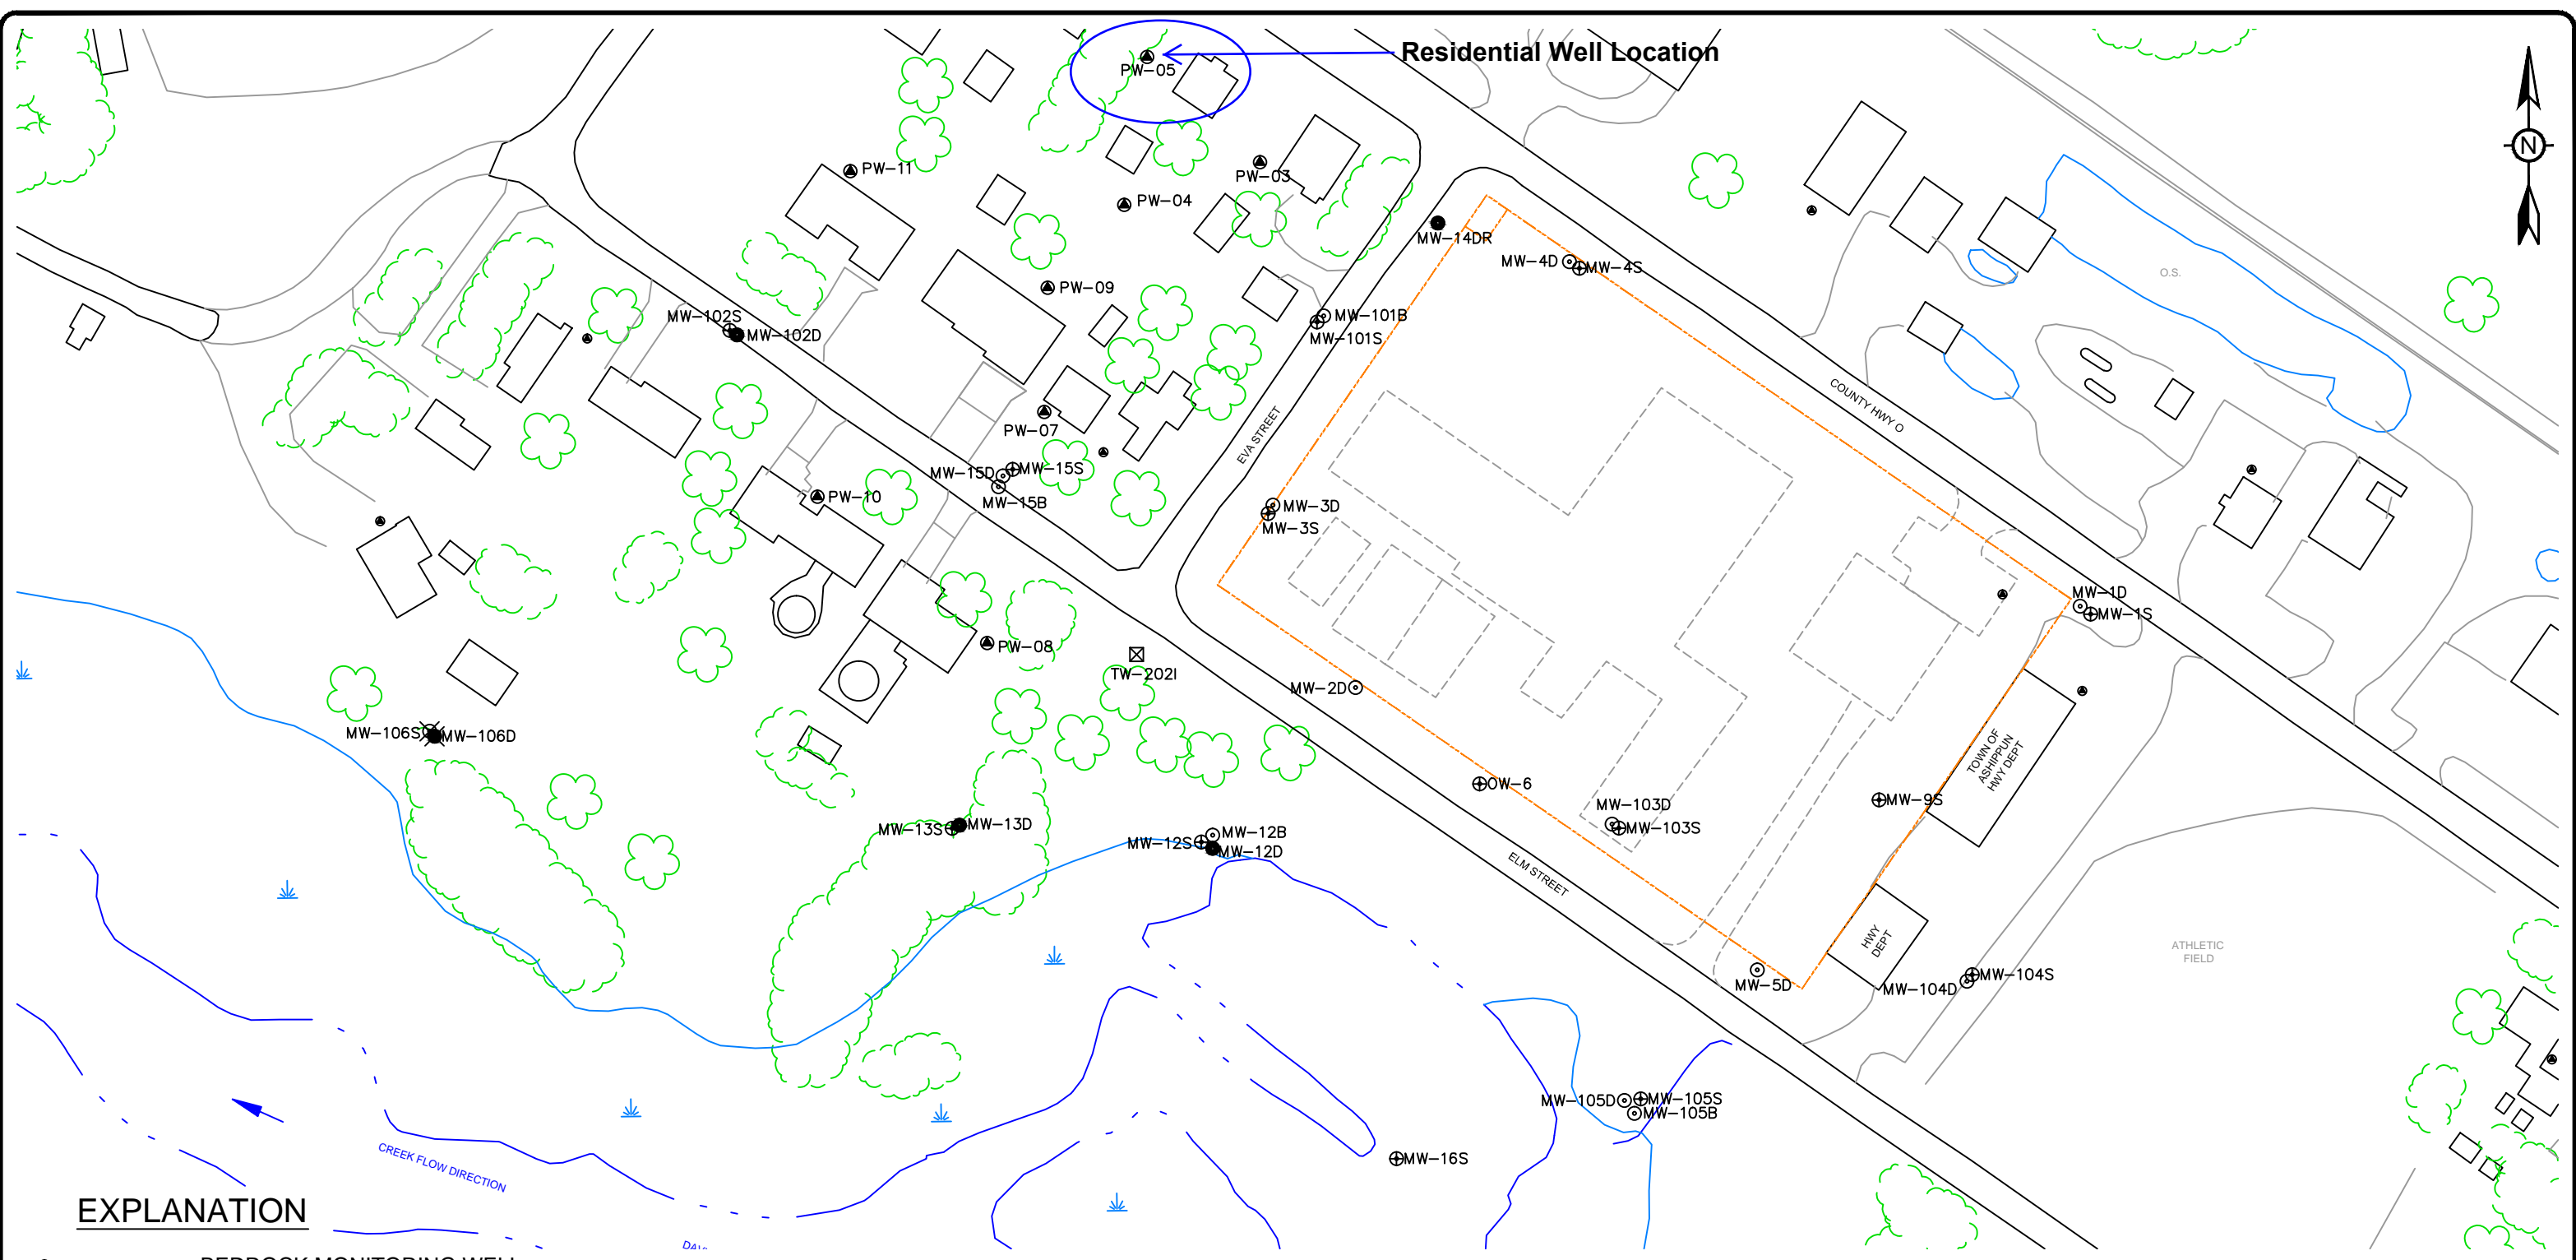 Residential Well Location
PW-05
N
PW-11
PW-03
PW-04
MW-14DR
MW-4D
MW-4S
O.S.
PW-09
MW-102S
MW-102D
MW-101B
MW-101S
COUNTY HWY O
EVA STREET
PW-07
MW-15D
MW-15S
MW-15B
PW-10
MW-3D
MW-3S
MW-1D
MW-1S
PW-08
TW-202I
MW-2D
MW-106S
MW-106D
TOWN OF
ASHIPPUN
HWY DEPT
OW-6
MW-9S
MW-103D
MW-103S
MW-13S
MW-13D
MW-12B
MW-12S
MW-12D
ELM STREET
HWY
DEPT
ATHLETIC
FIELD
MW-5D
MW-104S
MW-104D
MW-105D
MW-105S
MW-105B
MW-16S
CREEK FLOW DIRECTION
EXPLANATION
BEDROCK MONITORING WELL